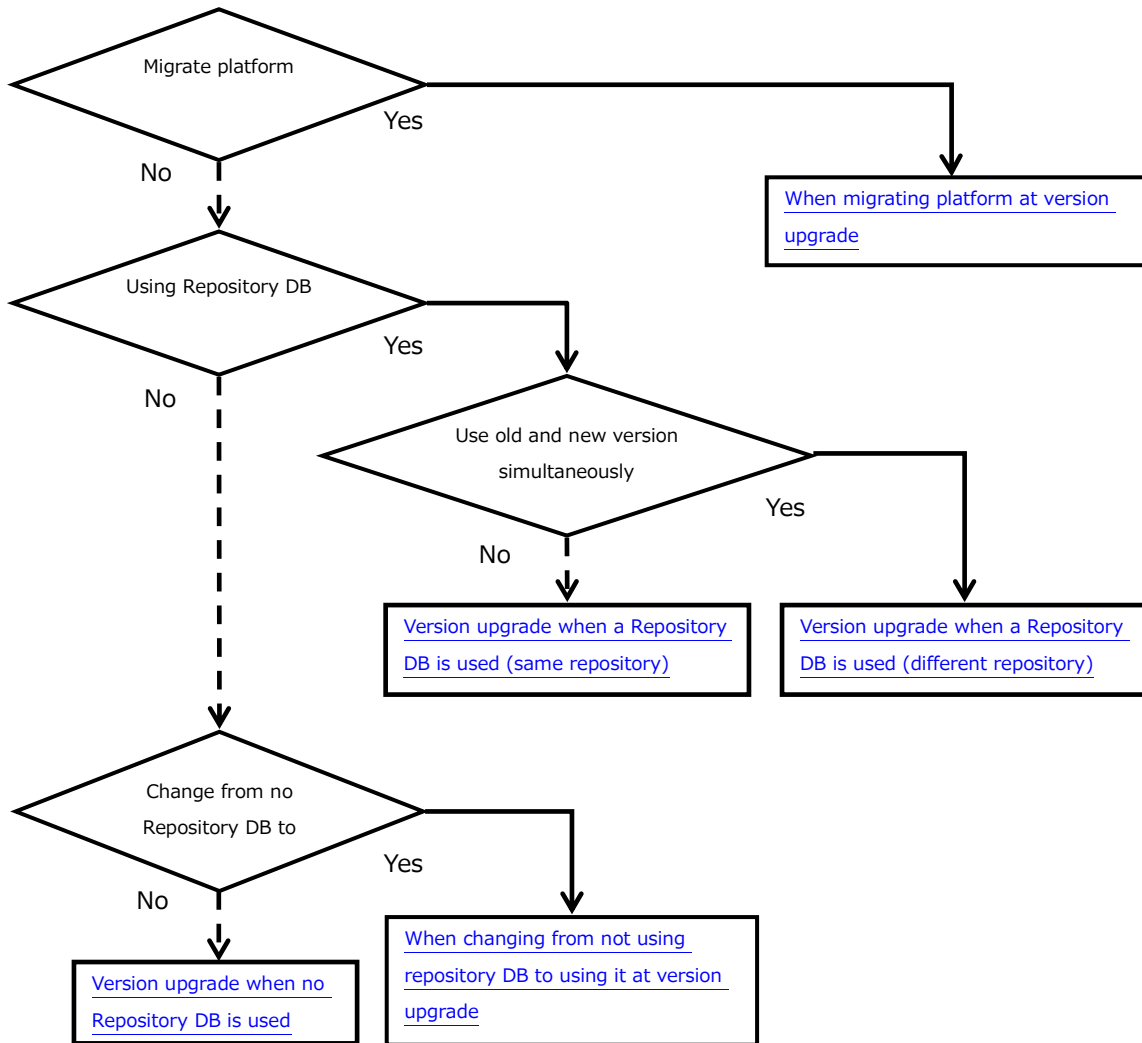 Migrate platform
Yes
No
When migrating platform at version
upgrade
Using Repository DB
Yes
No
Use old and new version
simultaneously
Yes
No
Version upgrade when a Repository
DB is used (same repository)
Version upgrade when a Repository
DB is used (different repository)
Change from no
Repository DB to
Yes
No
When changing from not using
repository DB to using it at version
upgrade
Version upgrade when no
Repository DB is used